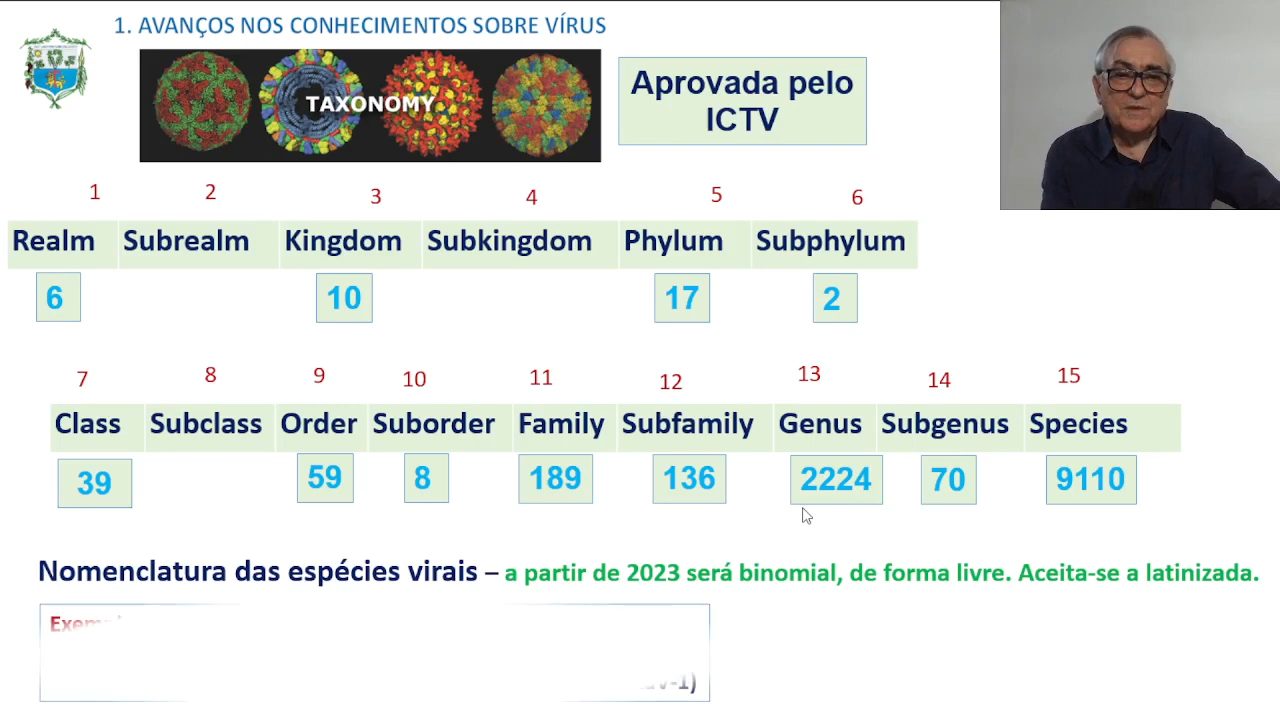 1. AVANÇOS NOS CONHECIMENTOS SOBRE VÍRUS
TAXONOMY
Aprovada pelo
ICTV
1 2 3 4 5 6
Realm Subrealm Kingdom Subkingdom Phylum Subphylum
6 10 17 2
7 8 9 10 11 12 13 14 15
Class Subclass Order Suborder Family Subfamily Genus Subgenus Species
39 59 8 189 136 2224 70 9110
Nomenclatura das espécies virais – a partir de 2023 será binomial, de forma livre. Aceita-se a latinizada.